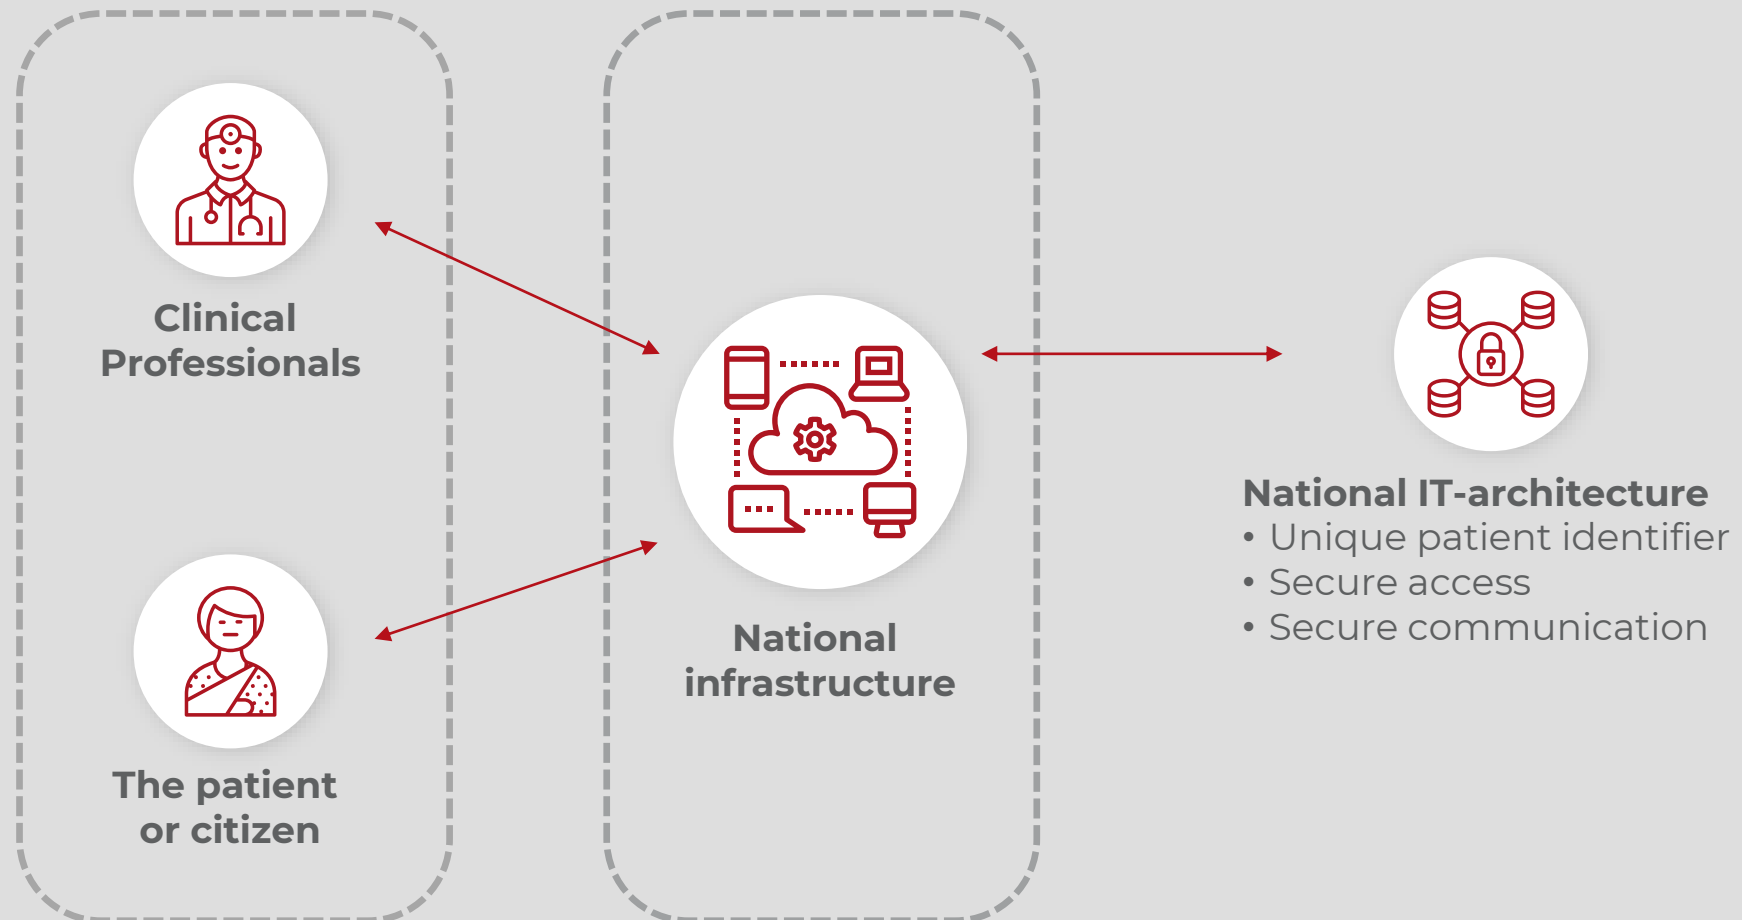 Clinical
Professionals
The patient
or citizen
National
infrastructure
National IT-architecture
• Unique patient identifier
• Secure access
• Secure communication